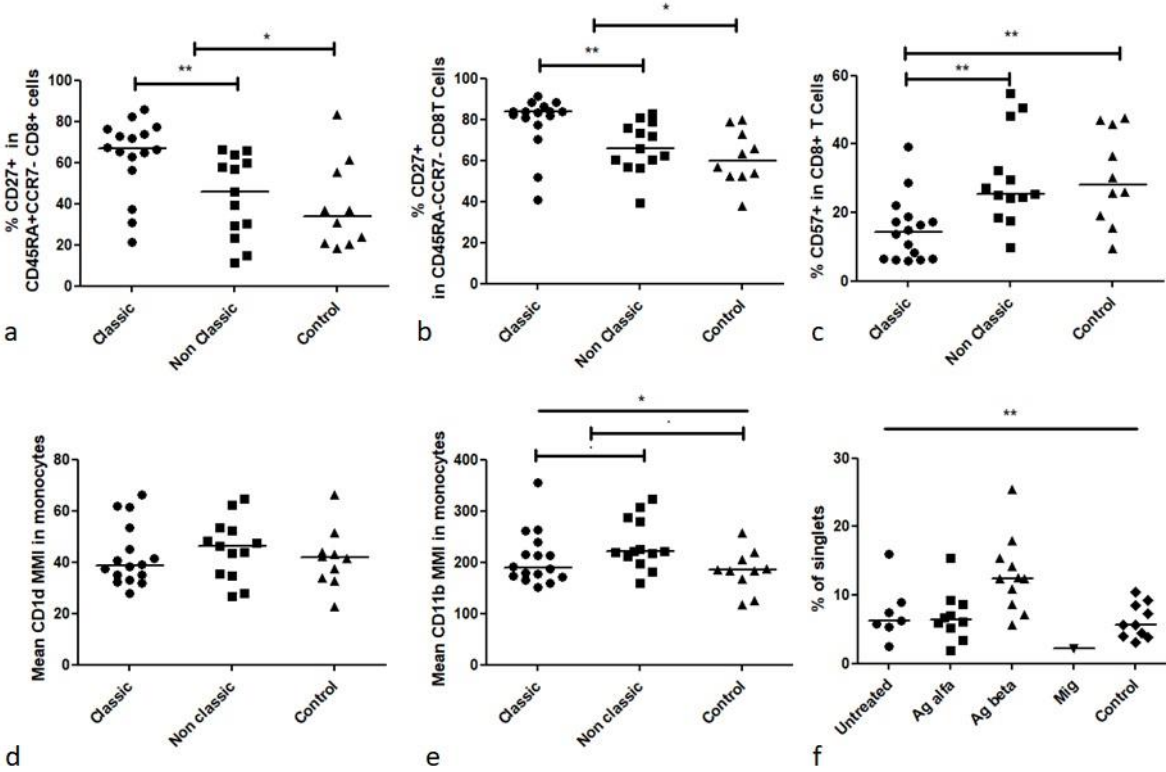 *
**
% CD27+ in
CD45RA+CCR7- CD8+ cells
100
80
60
40
20
0
Classic
Non Classic
Control
a
*
**
% CD27+
in CD45RA-CCR7- CD8T Cells
100
80
60
40
20
0
Classic
Non Classic
Control
b
**
**
% CD57+ in CD8+ T Cells
60
40
20
0
Classic
Non Classic
Control
c
Mean CD1d MMI in monocytes
80
60
40
20
0
Classic
Non classic
Control
d
*
.
.
Mean CD11b MMI in monocytes
400
300
200
100
0
Classic
Non classic
Control
e
**
% of singlets
30
20
10
0
Untreated
Ag alfa
Ag beta
Mig
Control
f